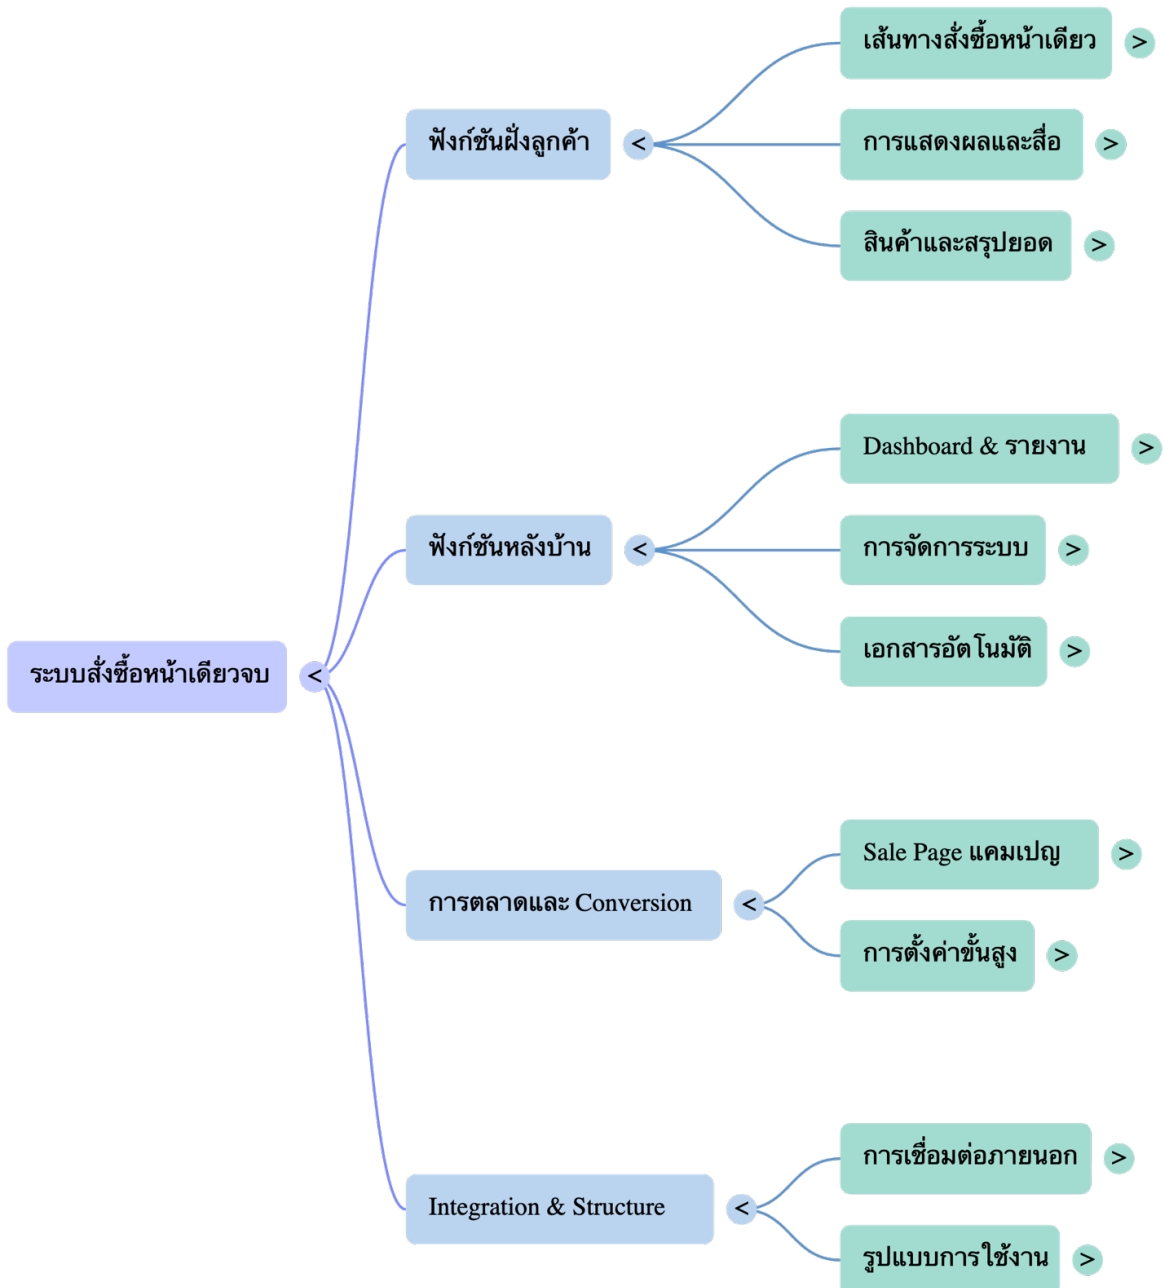 ระบบสั่งซื้อหน้าเดียวจบ
<
ฟังก์ชันฝั่งลูกค้า
<
เส้นทางสั่งซื้อหน้าเดียว
>
การแสดงผลและสื่อ
>
สินค้าและสรุปยอด
>
ฟังก์ชันหลังบ้าน
<
Dashboard & รายงาน
>
การจัดการระบบ
>
เอกสารอัตโนมัติ
>
การตลาดและ Conversion
<
Sale Page แคมเปญ
>
การตั้งค่าขั้นสูง
>
Integration & Structure
<
การเชื่อมต่อภายนอก
>
รูปแบบการใช้งาน
>